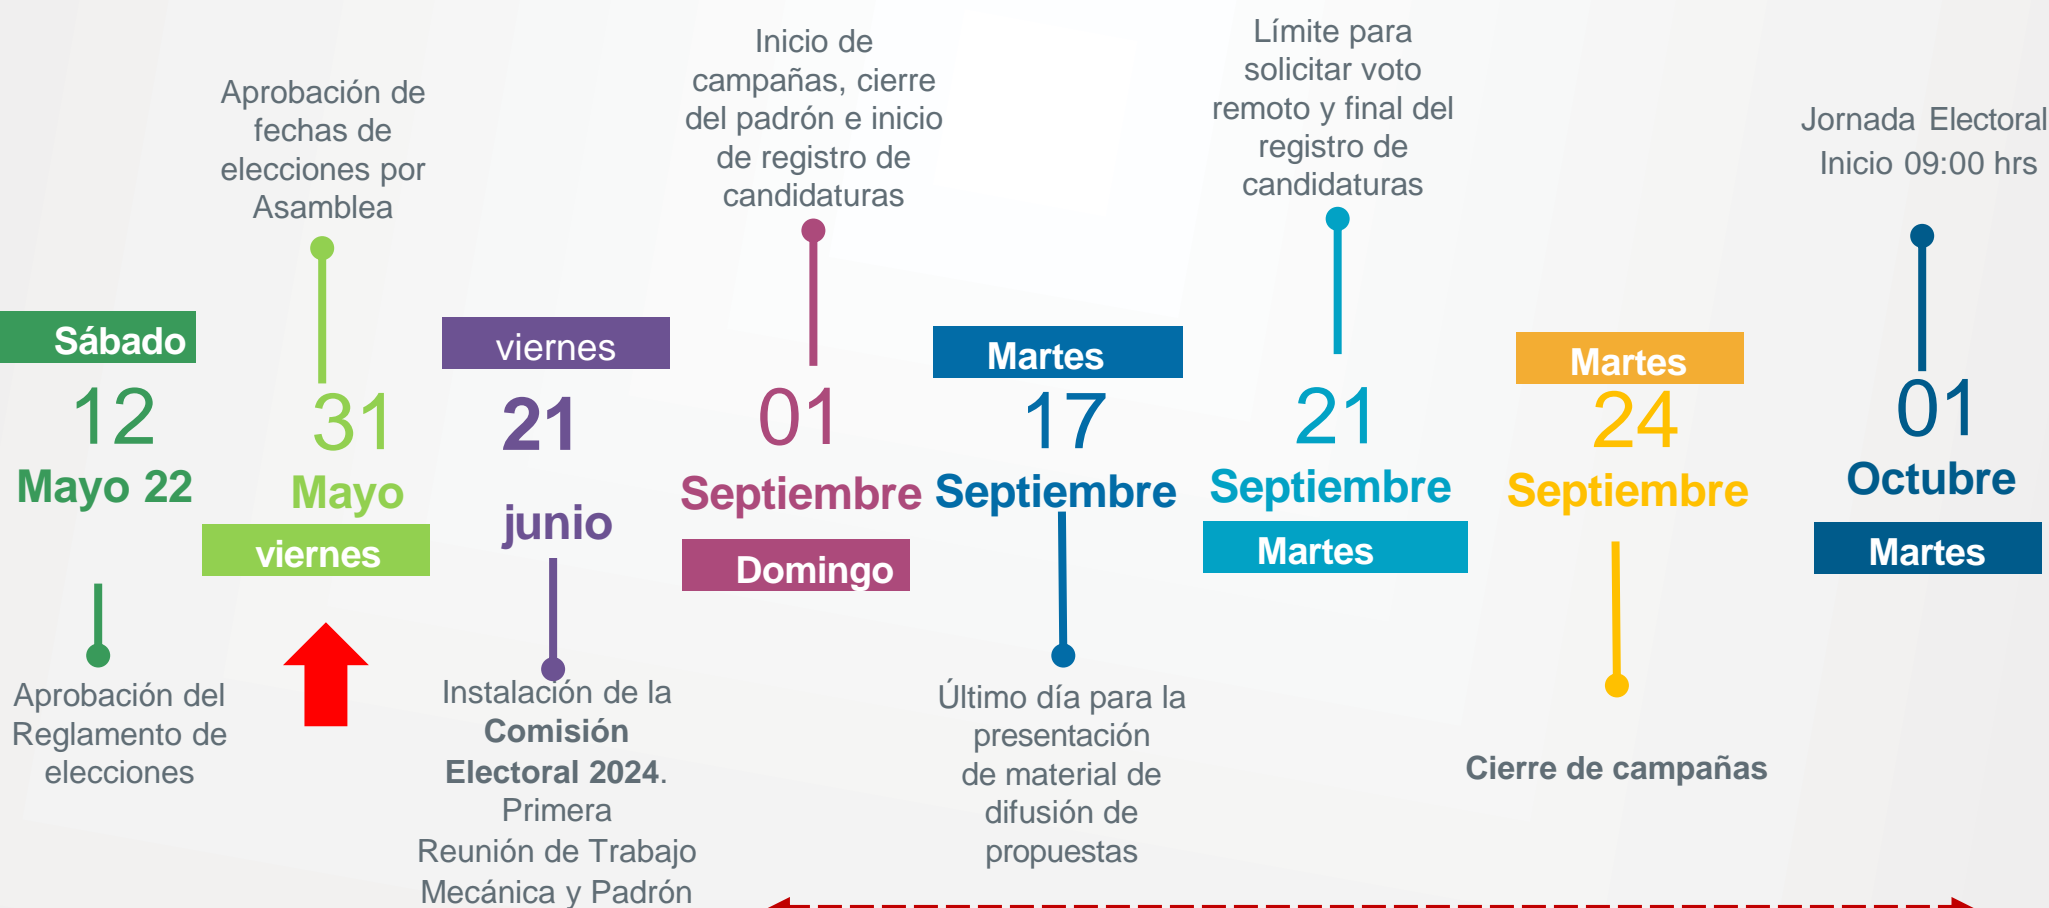 Sábado
12
Mayo 22
Aprobación del
Reglamento de
elecciones
Aprobación de
fechas de
elecciones por
Asamblea
31
Mayo
viernes
viernes
21
junio
Instalación de la
Comisión
Electoral 2024.
Primera
Reunión de Trabajo
Mecánica y Padrón
Inicio de
campañas, cierre
del padrón e inicio
de registro de
candidaturas
01
Septiembre
Domingo
Martes
17
Septiembre
Último día para la
presentación
de material de
difusión de
propuestas
Límite para
solicitar voto
remoto y final del
registro de
candidaturas
21
Septiembre
Martes
Martes
24
Septiembre
Cierre de campañas
Jornada Electoral
Inicio 09:00 hrs
01
Octubre
Martes